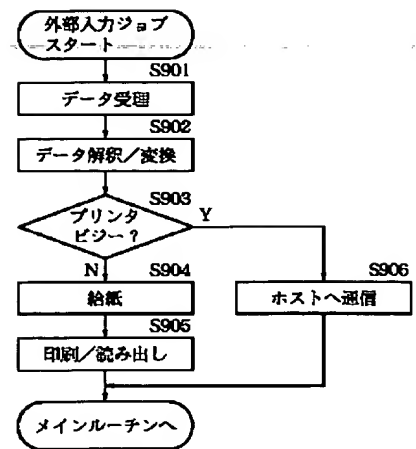 外部入力ジョブ
スタート
S901
データ受理
S902
データ解釈／変換
S903
プリンタ
ビジー？
Y
N
S904
給紙
S906
ホストへ通信
S905
印刷／読み出し
メインルーチンへ